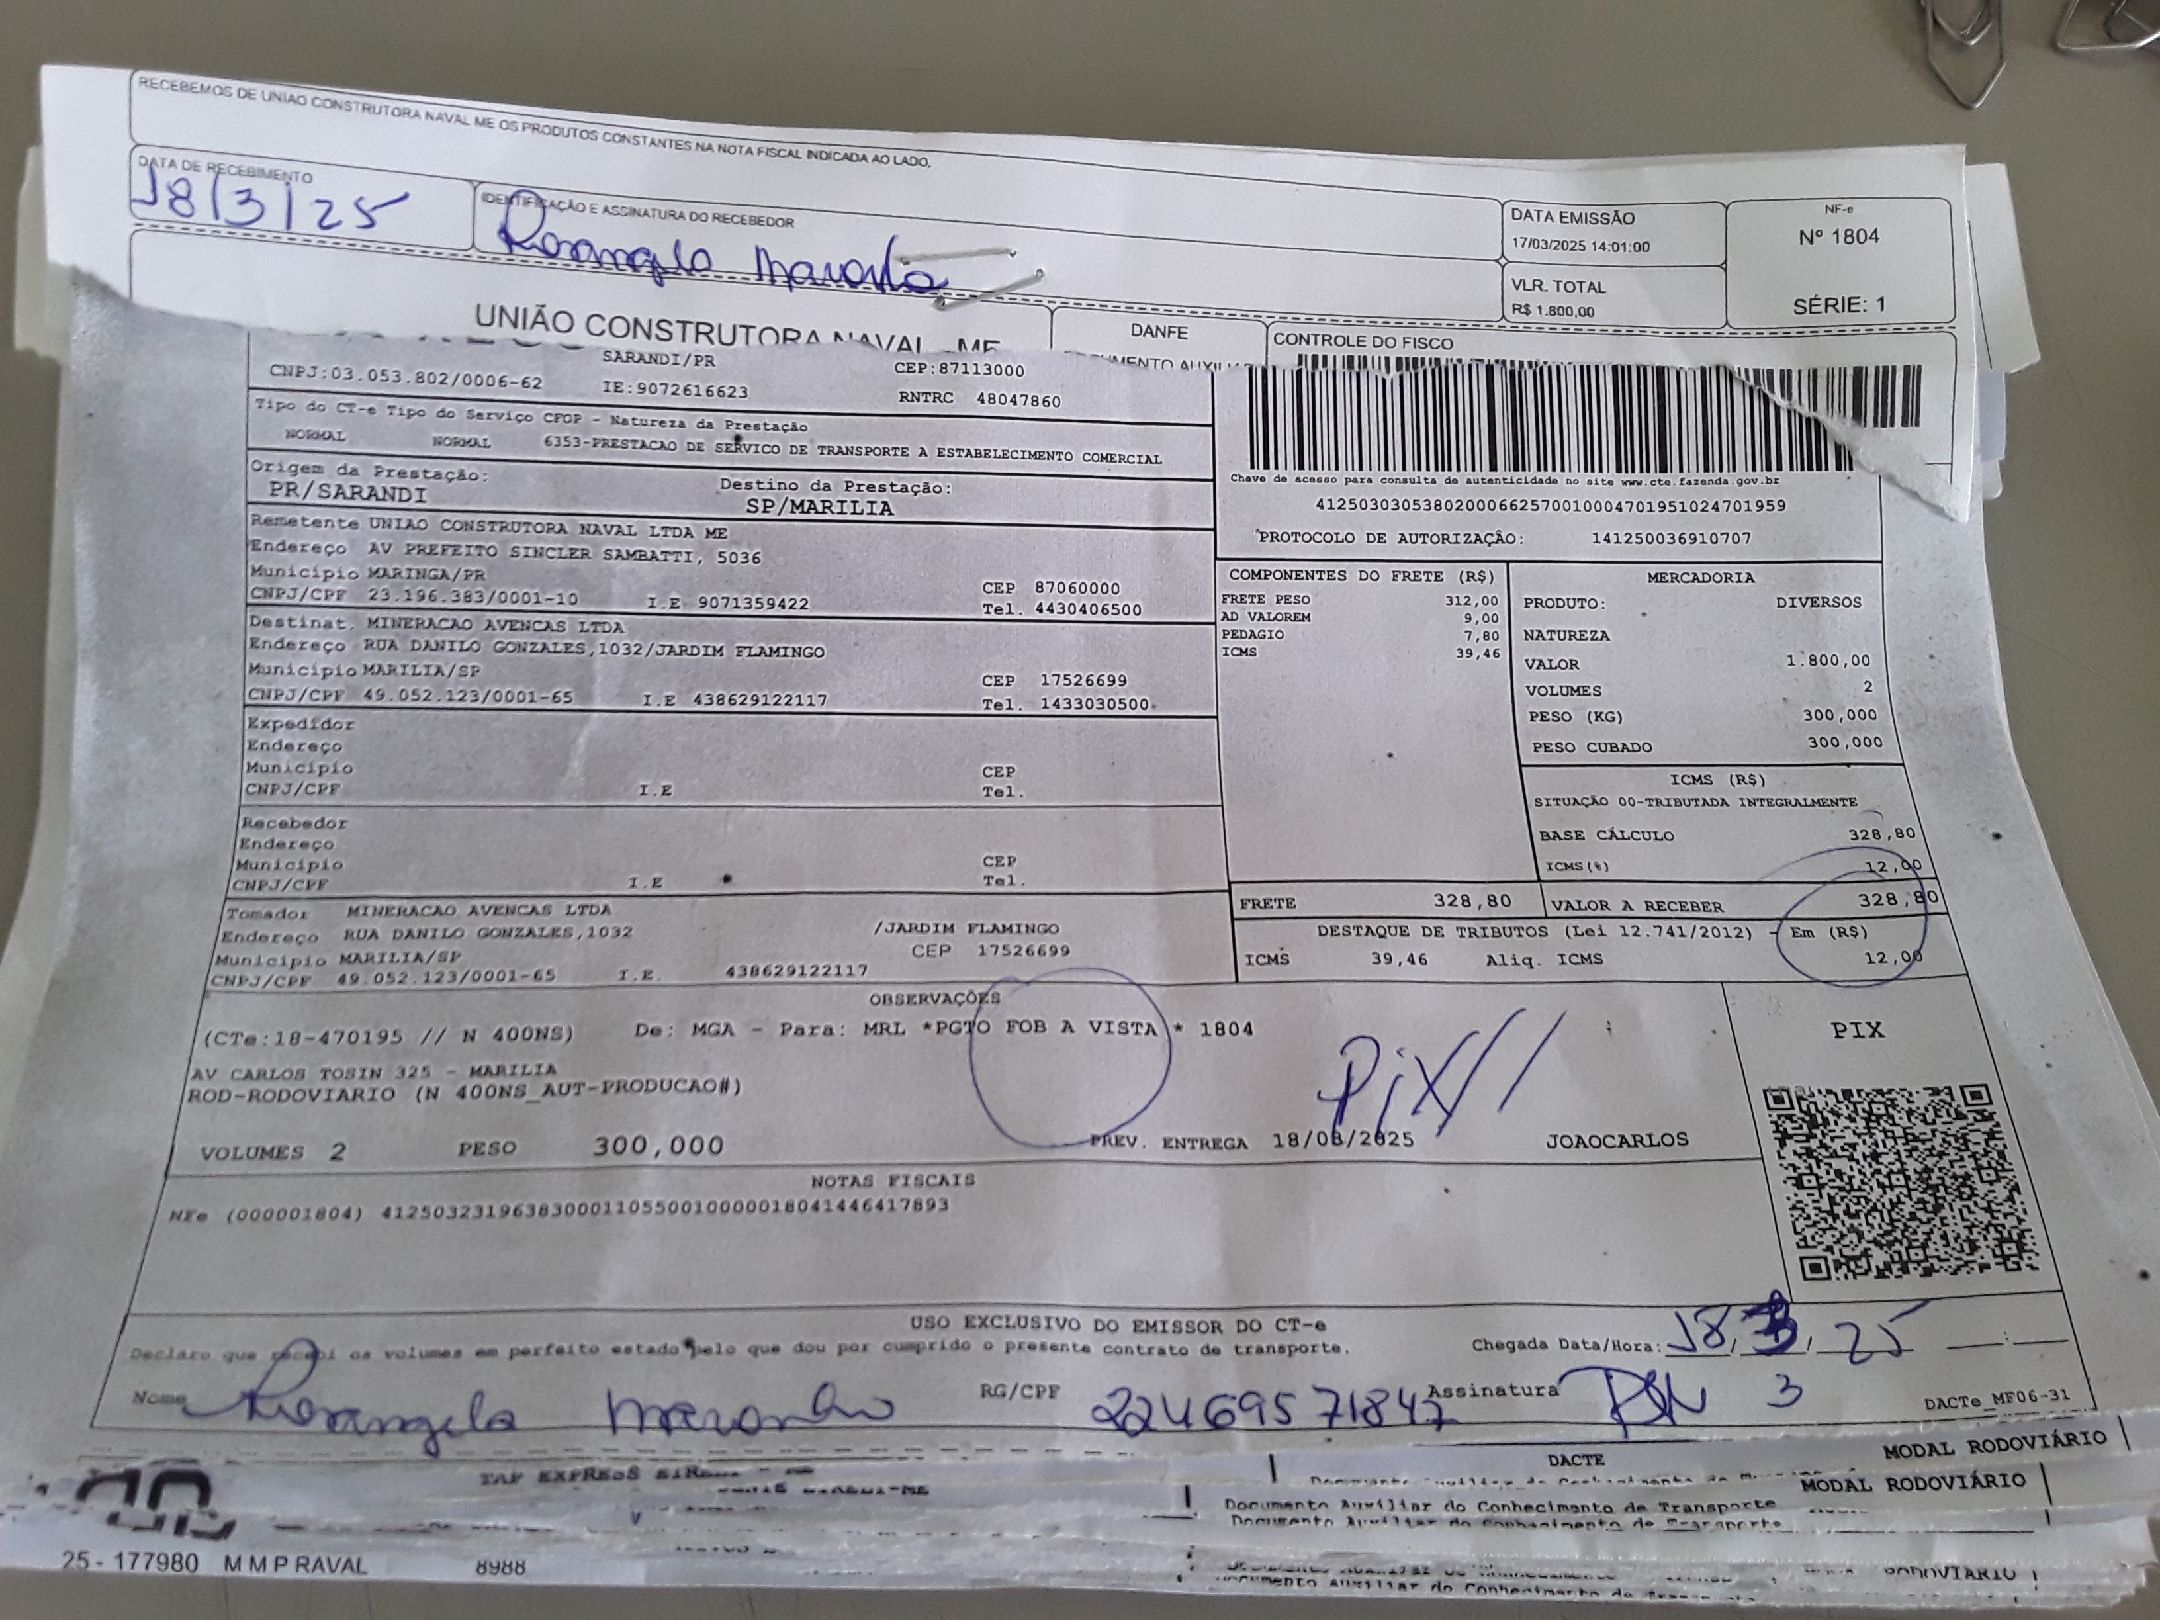 RECEBEMOS DE UNIAO CONSTRUTORA NAVAL ME OS PRODUTOS CONSTANTES NA NOTA FISCAL INDICADA AO LADO.
DATA DE RECEBIMENTO
18/3/25
IDENTIFICAÇÃO E ASSINATURA DO RECEBEDOR
Rosangela
DATA EMISSÃO
17/03/2025 14:01:00
VLR. TOTAL
R$ 1.800,00
NF-e
Nº 1804
SÉRIE: 1
UNIÃO CONSTRUTORA NAVAL ME
DANFE
CONTROLE DO FISCO
SARANDI/PR CEP:87113000
CNPJ:03.053.802/0006-62 IE:9072616623 RNTRC 48047860
Tipo do CT-e Tipo do Serviço CFOP - Natureza da Prestação
NORMAL NORMAL 6353-PRESTACAO DE SERVICO DE TRANSPORTE A ESTABELECIMENTO COMERCIAL
Origem da Prestação: Destino da Prestação:
PR/SARANDI SP/MARILIA
Chave de acesso para consulta de autenticidade no site www.cte.fazenda.gov.br
41250303053802000662570010004701951024701959
PROTOCOLO DE AUTORIZAÇÃO: 141250036910707
Remetente UNIAO CONSTRUTORA NAVAL LTDA ME
Endereço AV PREFEITO SINCLER SAMBATTI, 5036
Município MARINGA/PR CEP 87060000
CNPJ/CPF 23.196.383/0001-10 I.E 9071359422 Tel. 4430406500
Destinat. MINERACAO AVENCAS LTDA
Endereço RUA DANILO GONZALES,1032/JARDIM FLAMINGO
Município MARILIA/SP CEP 17526699
CNPJ/CPF 49.052.123/0001-65 I.E 438629122117 Tel. 1433030500
Expedidor
Endereço
Município CEP
CNPJ/CPF I.E Tel.
Recebedor
Endereço
Município CEP
CNPJ/CPF I.E Tel.
Tomador MINERACAO AVENCAS LTDA
Endereço RUA DANILO GONZALES,1032 /JARDIM FLAMINGO
Município MARILIA/SP CEP 17526699
CNPJ/CPF 49.052.123/0001-65 I.E. 438629122117
COMPONENTES DO FRETE (R$)
FRETE PESO 312,00
AD VALOREM 9,00
PEDAGIO 7,80
ICMS 39,46
MERCADORIA
PRODUTO: DIVERSOS
NATUREZA
VALOR 1.800,00
VOLUMES 2
PESO (KG) 300,000
PESO CUBADO 300,000
ICMS (R$)
SITUAÇÃO 00-TRIBUTADA INTEGRALMENTE
BASE CÁLCULO 328,80
ICMS(%) 12,00
FRETE 328,80 VALOR A RECEBER 328,80
DESTAQUE DE TRIBUTOS (Lei 12.741/2012) - Em (R$)
ICMS 39,46 Aliq. ICMS 12,00
OBSERVAÇÕES
(CTe:18-470195 // N 400NS) De: MGA - Para: MRL *PGTO FOB A VISTA * 1804
AV CARLOS TOSIN 325 - MARILIA
ROD-RODOVIARIO (N 400NS_AUT-PRODUCAO#)
Pix//
PIX
VOLUMES 2 PESO 300,000 PREV. ENTREGA 18/03/2025 JOAOCARLOS
NOTAS FISCAIS
NFe (000001804) 41250323196383000110550010000018041446417893
USO EXCLUSIVO DO EMISSOR DO CT-e
Declaro que recebi os volumes em perfeito estado pelo que dou por cumprido o presente contrato de transporte.
Chegada Data/Hora: 18/3/25
Nome Rosangela RG/CPF 22469571847 Assinatura 3
DACTe_MF06-31
DACTE MODAL RODOVIÁRIO
TAF EXPRESS
MODAL RODOVIÁRIO
Documento Auxiliar do Conhecimento de Transporte
25 - 177980 M M P RAVAL 8988